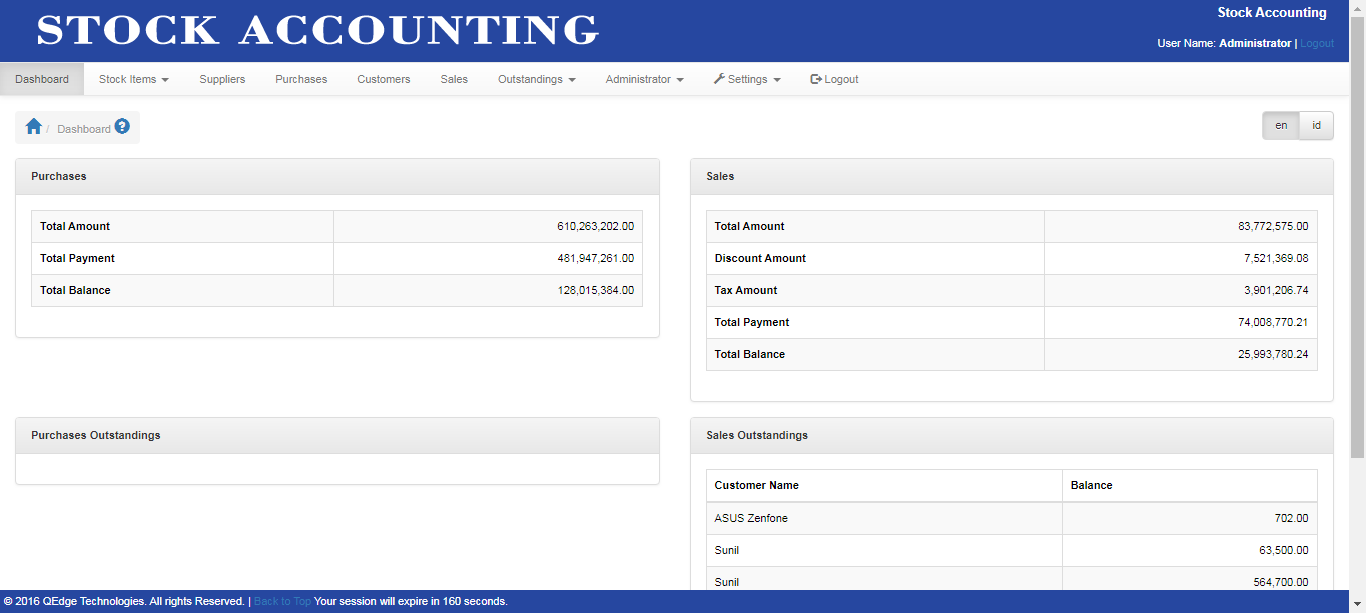 STOCK ACCOUNTING
Stock Accounting
User Name: Administrator | Logout
Dashboard Stock Items Suppliers Purchases Customers Sales Outstandings Administrator Settings Logout
/ Dashboard ?
en id
Purchases
Total Amount 610,263,202.00
Total Payment 481,947,261.00
Total Balance 128,015,384.00
Sales
Total Amount 83,772,575.00
Discount Amount 7,521,369.08
Tax Amount 3,901,206.74
Total Payment 74,008,770.21
Total Balance 25,993,780.24
Purchases Outstandings
Sales Outstandings
Customer Name Balance
ASUS Zenfone 702.00
Sunil 63,500.00
Sunil 564,700.00
© 2016 QEdge Technologies. All rights Reserved. | Back to Top Your session will expire in 160 seconds.